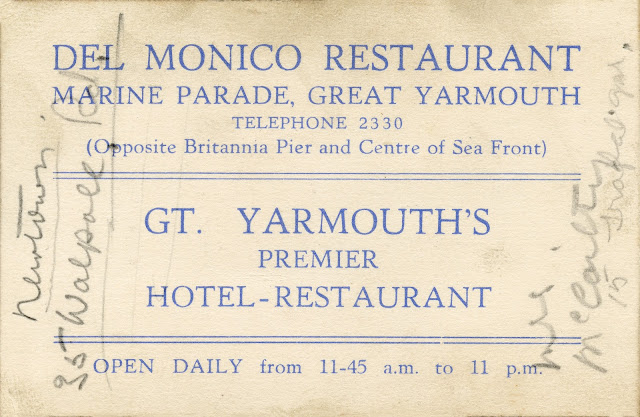 DEL MONICO RESTAURANT
MARINE PARADE, GREAT YARMOUTH
TELEPHONE 2330
(Opposite Britannia Pier and Centre of Sea Front)
GT. YARMOUTH'S
PREMIER
HOTEL-RESTAURANT
OPEN DAILY from 11-45 a.m. to 11 p.m.
Newtown.
35 Walpole Rd.
Mrs
McCarthy
15 Trafalgar